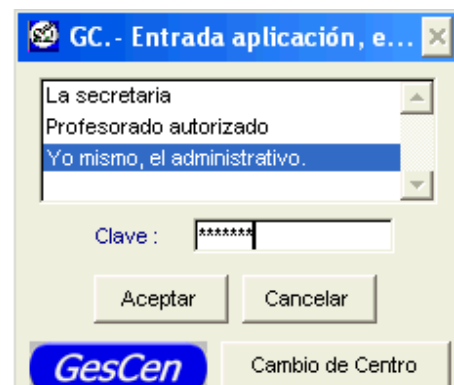 GC.- Entrada aplicación, e...
La secretaria
Profesorado autorizado
Yo mismo, el administrativo.
Clave : *******
Aceptar Cancelar
GesCen Cambio de Centro